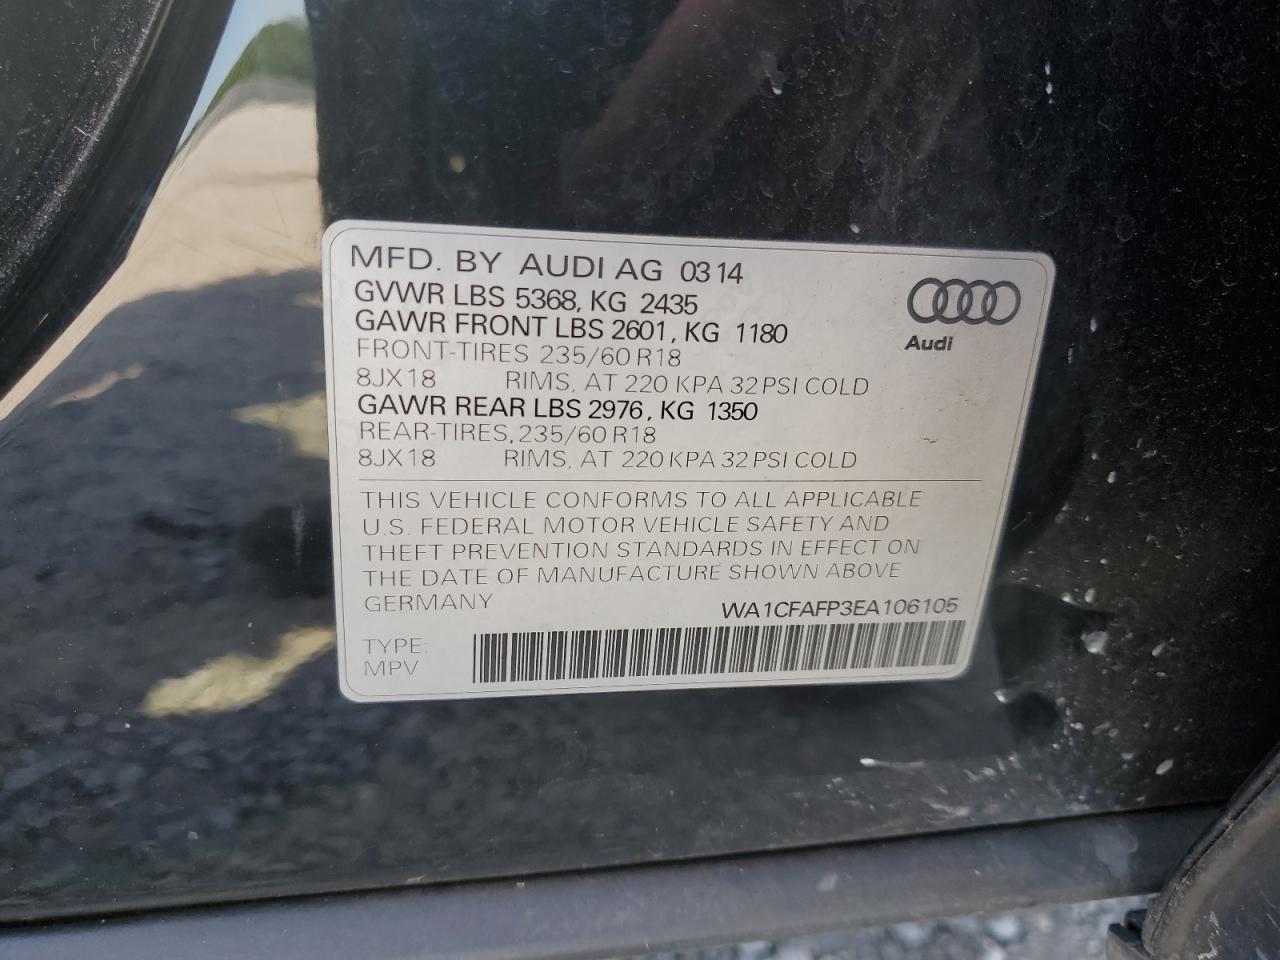 MFD. BY AUDI AG 03 14
GVWR LBS 5368, KG 2435
GAWR FRONT LBS 2601, KG 1180
FRONT-TIRES 235/60 R18
8JX18 RIMS, AT 220 KPA 32 PSI COLD
GAWR REAR LBS 2976, KG 1350
REAR-TIRES, 235/60 R18
8JX18 RIMS, AT 220 KPA 32 PSI COLD
Audi
THIS VEHICLE CONFORMS TO ALL APPLICABLE
U.S. FEDERAL MOTOR VEHICLE SAFETY AND
THEFT PREVENTION STANDARDS IN EFFECT ON
THE DATE OF MANUFACTURE SHOWN ABOVE
GERMANY WA1CFAFP3EA106105
TYPE:
MPV